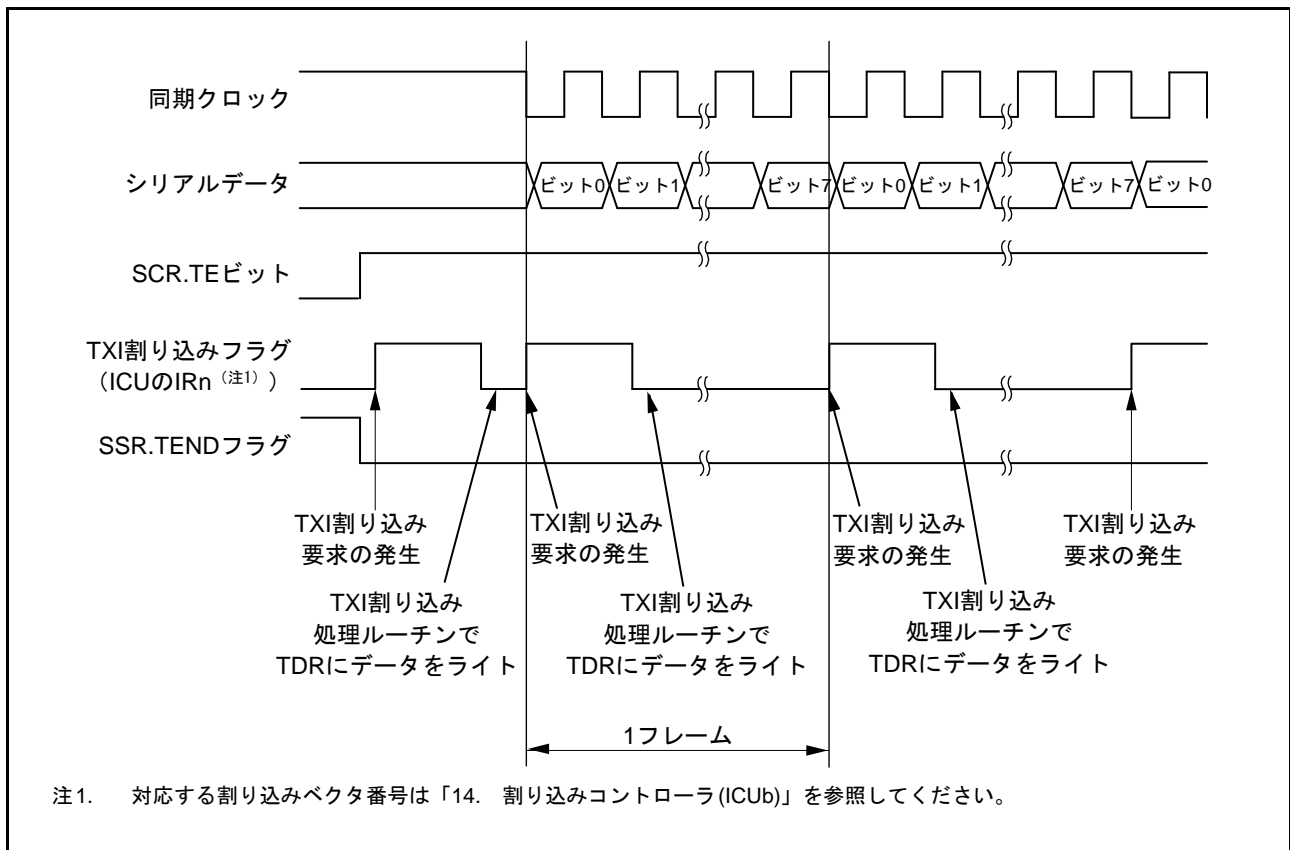 同期クロック
シリアルデータ
ビット0 ビット1 ビット7 ビット0 ビット1 ビット7 ビット0
SCR.TEビット
TXI割り込みフラグ
（ICUのIRn（注1））
SSR.TENDフラグ
TXI割り込み
要求の発生
TXI割り込み
要求の発生
TXI割り込み
要求の発生
TXI割り込み
要求の発生
TXI割り込み
処理ルーチンで
TDRにデータをライト
TXI割り込み
処理ルーチンで
TDRにデータをライト
TXI割り込み
処理ルーチンで
TDRにデータをライト
1フレーム
注1. 対応する割り込みベクタ番号は「14. 割り込みコントローラ(ICUb)」を参照してください。